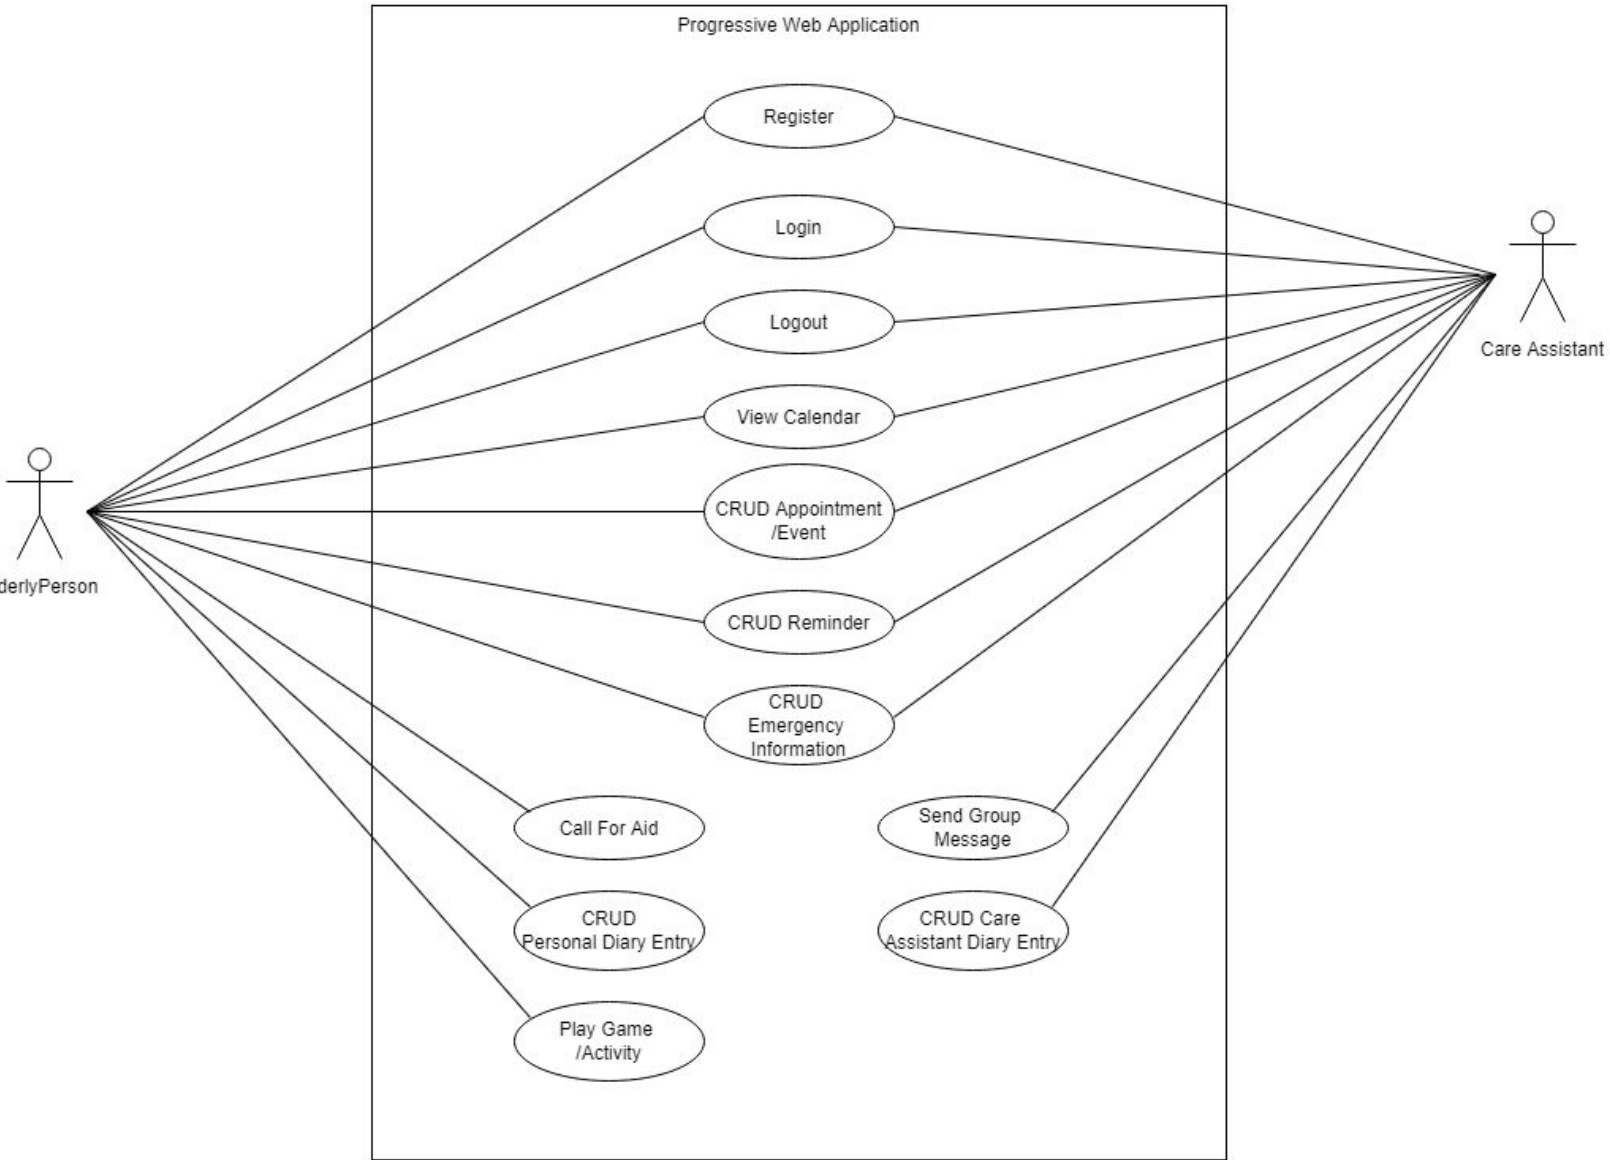 Progressive Web Application
Register
Login
Logout
Care Assistant
View Calendar
CRUD Appointment
/Event
derlyPerson
CRUD Reminder
CRUD
Emergency
Information
Call For Aid
Send Group
Message
CRUD
Personal Diary Entry
CRUD Care
Assistant Diary Entry
Play Game
/Activity